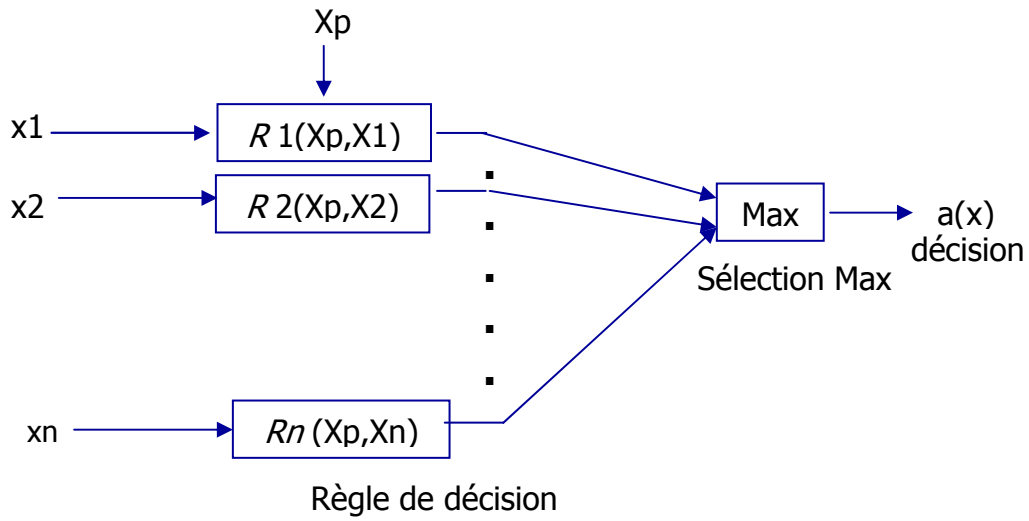 Xp
x1
R 1(Xp,X1)
x2
R 2(Xp,X2)
Max
a(x)
décision
Sélection Max
xn
Rn (Xp,Xn)
Règle de décision